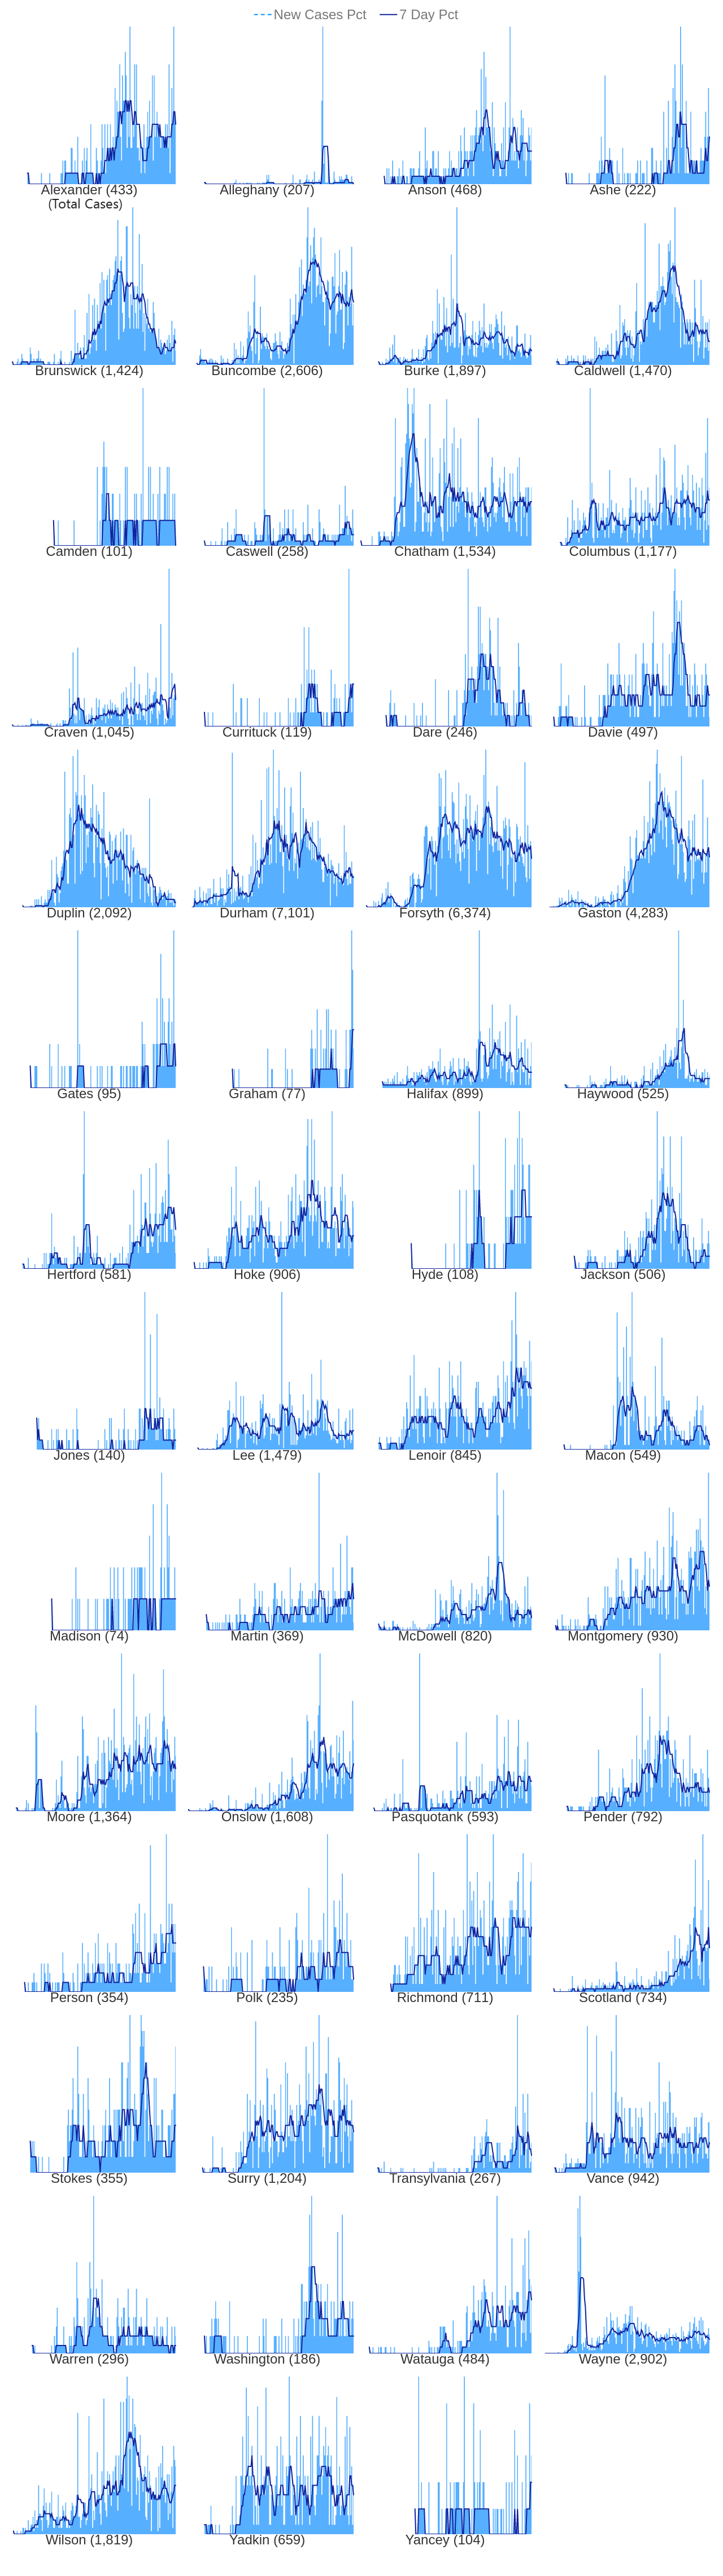 New Cases Pct 7 Day Pct
Alexander (433) Alleghany (207) Anson (468) Ashe (222)
(Total Cases)
Brunswick (1,424) Buncombe (2,606) Burke (1,897) Caldwell (1,470)
Camden (101) Caswell (258) Chatham (1,534) Columbus (1,177)
Craven (1,045) Currituck (119) Dare (246) Davie (497)
Duplin (2,092) Durham (7,101) Forsyth (6,374) Gaston (4,283)
Gates (95) Graham (77) Halifax (899) Haywood (525)
Hertford (581) Hoke (906) Hyde (108) Jackson (506)
Jones (140) Lee (1,479) Lenoir (845) Macon (549)
Madison (74) Martin (369) McDowell (820) Montgomery (930)
Moore (1,364) Onslow (1,608) Pasquotank (593) Pender (792)
Person (354) Polk (235) Richmond (711) Scotland (734)
Stokes (355) Surry (1,204) Transylvania (267) Vance (942)
Warren (296) Washington (186) Watauga (484) Wayne (2,902)
Wilson (1,819) Yadkin (659) Yancey (104)